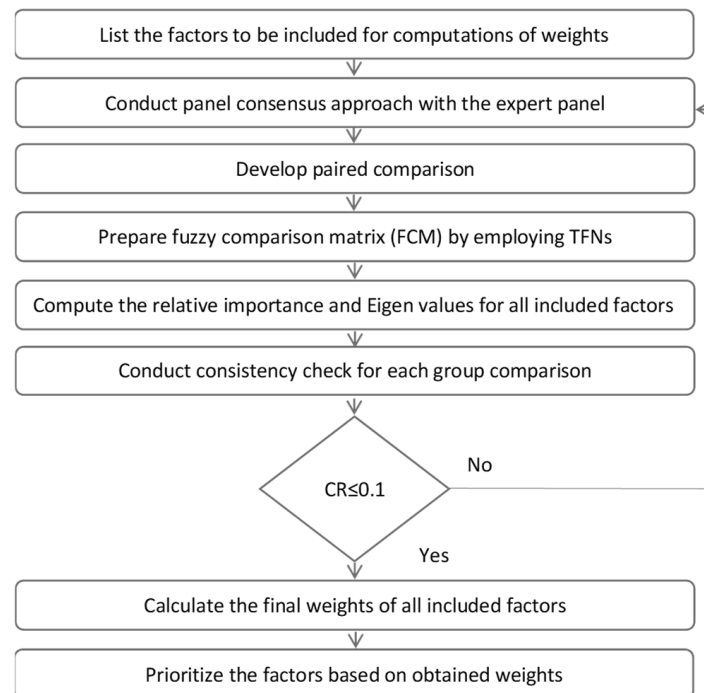 List the factors to be included for computations of weights
Conduct panel consensus approach with the expert panel
Develop paired comparison
Prepare fuzzy comparison matrix (FCM) by employing TFNs
Compute the relative importance and Eigen values for all included factors
Conduct consistency check for each group comparison
CR≤0.1
No
Yes
Calculate the final weights of all included factors
Prioritize the factors based on obtained weights